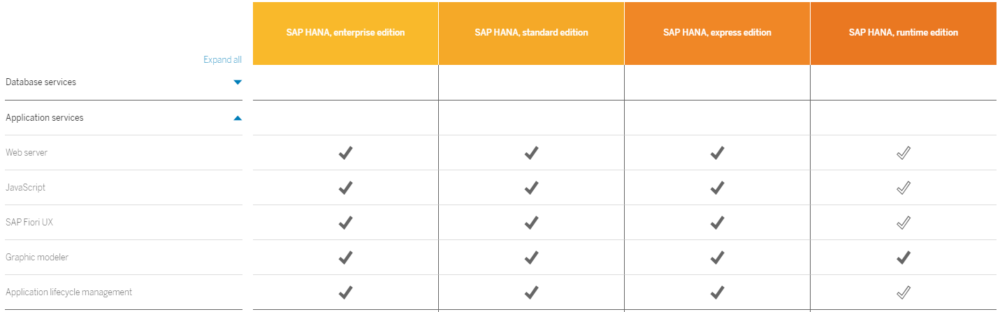 SAP HANA, enterprise edition
SAP HANA, standard edition
SAP HANA, express edition
SAP HANA, runtime edition
Expand all
Database services
Application services
Web server
JavaScript
SAP Fiori UX
Graphic modeler
Application lifecycle management